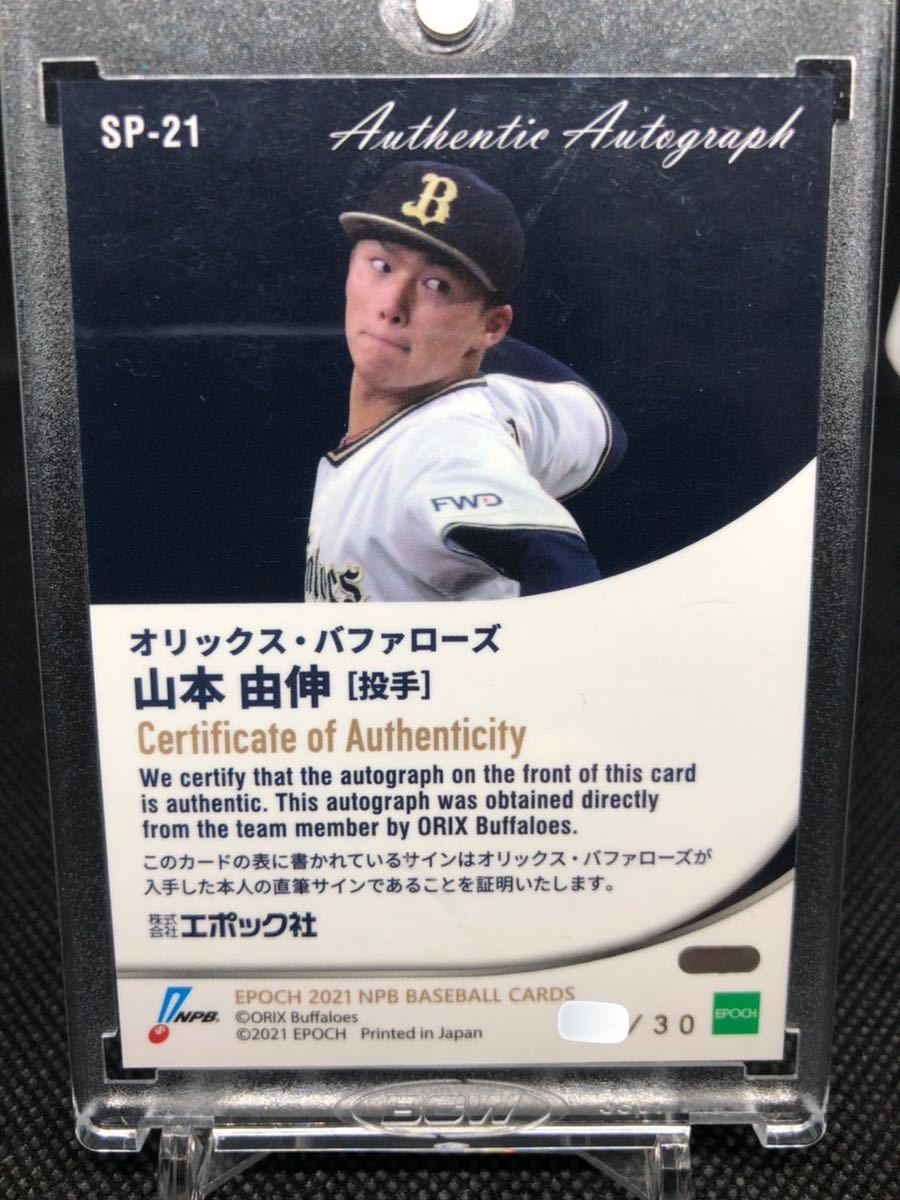 SP-21
Authentic Autograph
B
FWD
オリックス・バファローズ
山本 由伸 [投手]
Certificate of Authenticity
We certify that the autograph on the front of this card
is authentic. This autograph was obtained directly
from the team member by ORIX Buffaloes.
このカードの表に書かれているサインはオリックス・バファローズが
入手した本人の直筆サインであることを証明いたします。
株式会社 エポック社
NPB
EPOCH 2021 NPB BASEBALL CARDS
©ORIX Buffaloes
©2021 EPOCH Printed in Japan
/30
EPOCH
BCW